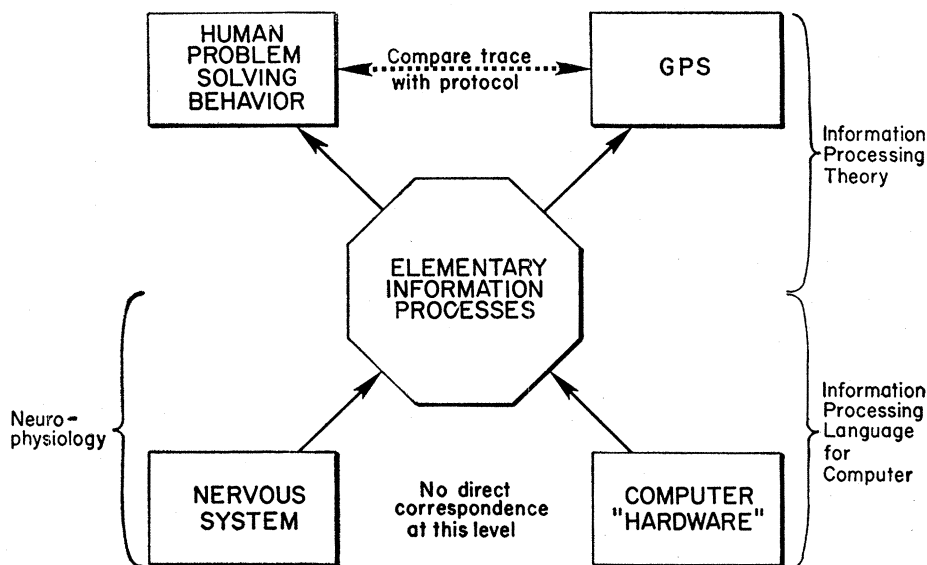 HUMAN
PROBLEM
SOLVING
BEHAVIOR
Compare trace
with protocol
GPS
Information
Processing
Theory
ELEMENTARY
INFORMATION
PROCESSES
Neuro-
physiology
NERVOUS
SYSTEM
No direct
correspondence
at this level
COMPUTER
"HARDWARE"
Information
Processing
Language
for
Computer